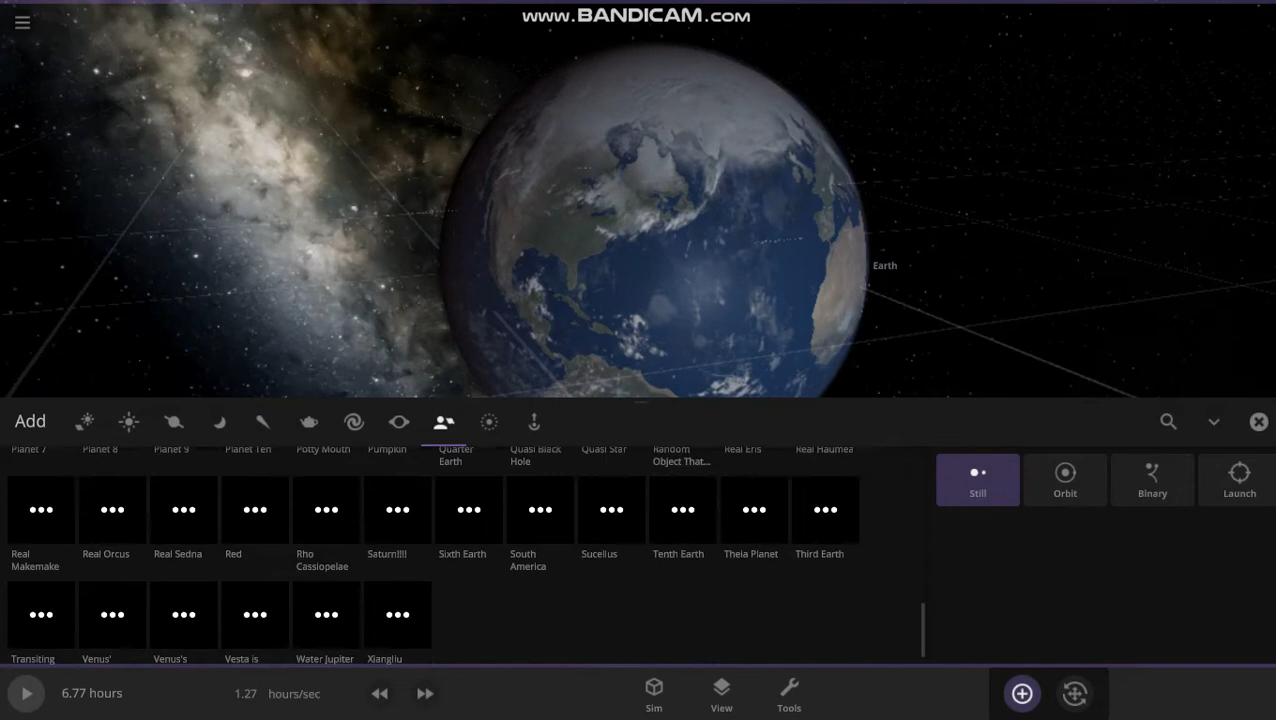 www.BANDICAM.com
Earth
Add
Planet 7 Planet 8 Planet 9 Planet Ten Potty Mouth Pumpkin Quarter Earth Quasi Black Hole Quasi Star Random Object That... Real Eris Real Haumea
Still Orbit Binary Launch
Real Makemake Real Orcus Real Sedna Red Rho Cassiopelae Saturn!!!! Sixth Earth South America Sucellus Tenth Earth Theia Planet Third Earth
Transiting Venus' Venus's Vesta is Water Jupiter Xiangliu
6.77 hours 1.27 hours/sec Sim View Tools